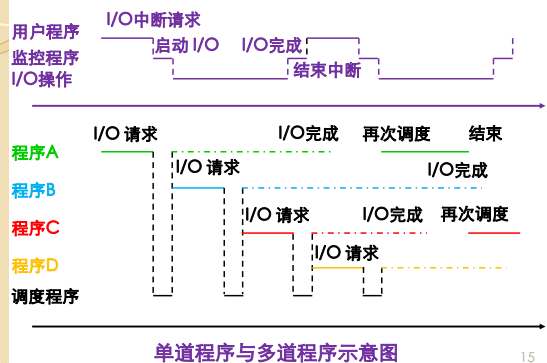 I/O中断请求
用户程序
启动 I/O
I/O完成
监控程序
结束中断
I/O操作
I/O 请求
I/O完成
再次调度
结束
程序A
I/O 请求
I/O完成
程序B
I/O 请求
I/O完成
再次调度
程序C
I/O 请求
程序D
调度程序
单道程序与多道程序示意图
15